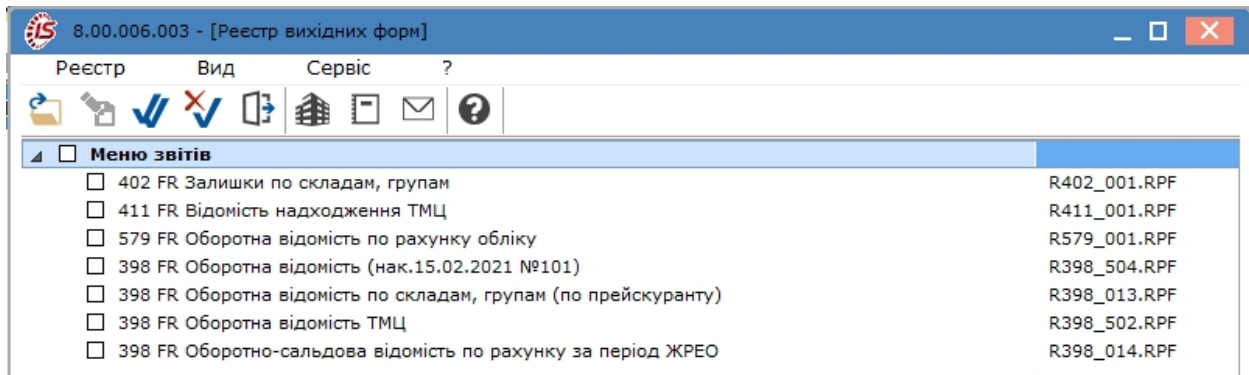 8.00.006.003 - [Реєстр вихідних форм]
Реєстр Вид Сервіс ?
Меню звітів
402 FR Залишки по складам, групам R402_001.RPF
411 FR Відомість надходження ТМЦ R411_001.RPF
579 FR Оборотна відомість по рахунку обліку R579_001.RPF
398 FR Оборотна відомість (нак.15.02.2021 №101) R398_504.RPF
398 FR Оборотна відомість по складам, групам (по прейскуранту) R398_013.RPF
398 FR Оборотна відомість ТМЦ R398_502.RPF
398 FR Оборотно-сальдова відомість по рахунку за період ЖРЕО R398_014.RPF